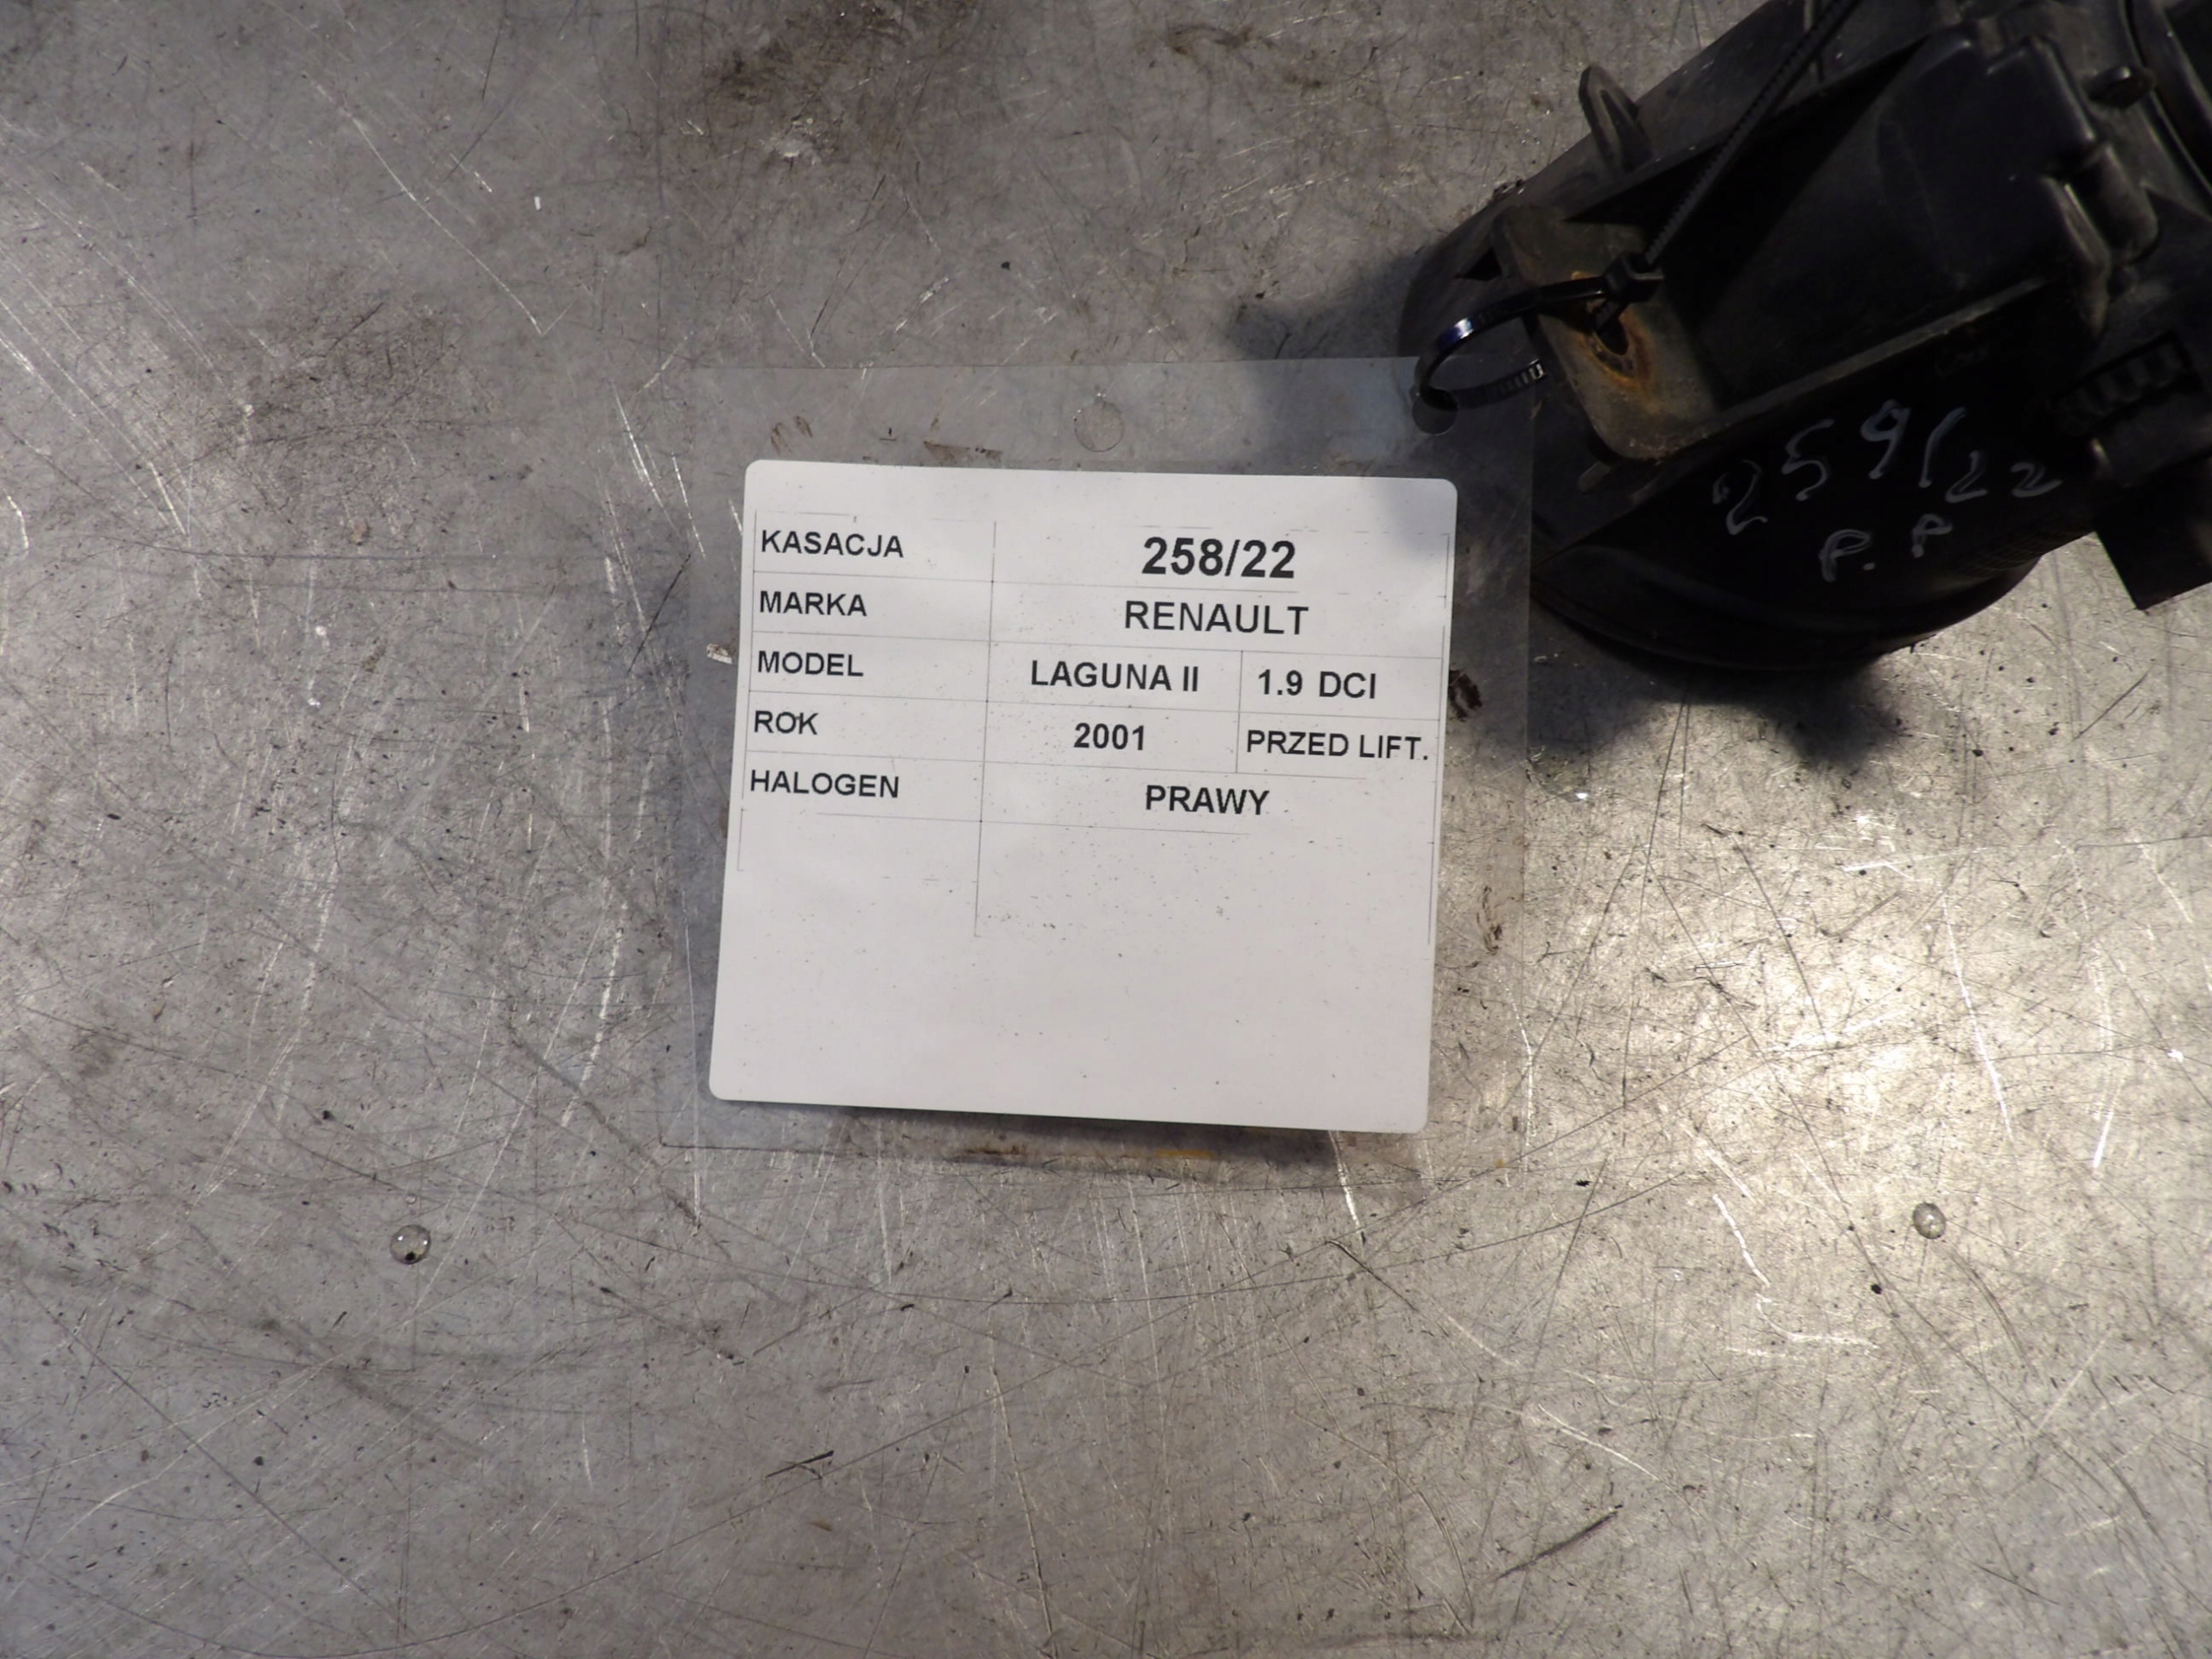 KASACJA 258/22
MARKA RENAULT
MODEL LAGUNA II 1.9 DCI
ROK 2001 PRZED LIFT.
HALOGEN PRAWY
259/22
P.P